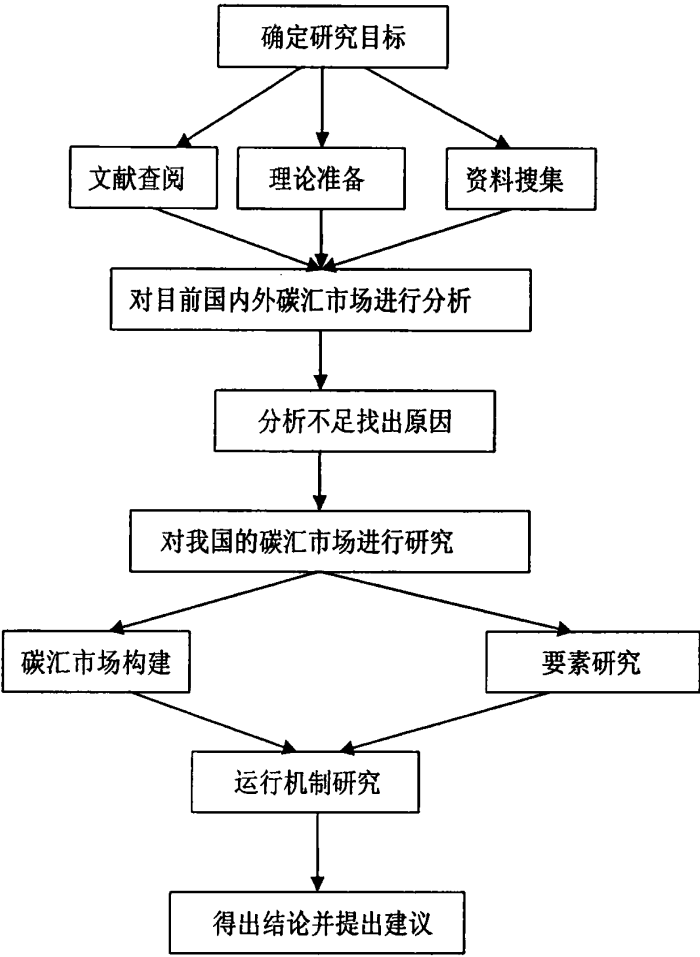 确定研究目标
文献查阅
理论准备
资料搜集
对目前国内外碳汇市场进行分析
分析不足找出原因
对我国的碳汇市场进行研究
碳汇市场构建
要素研究
运行机制研究
得出结论并提出建议